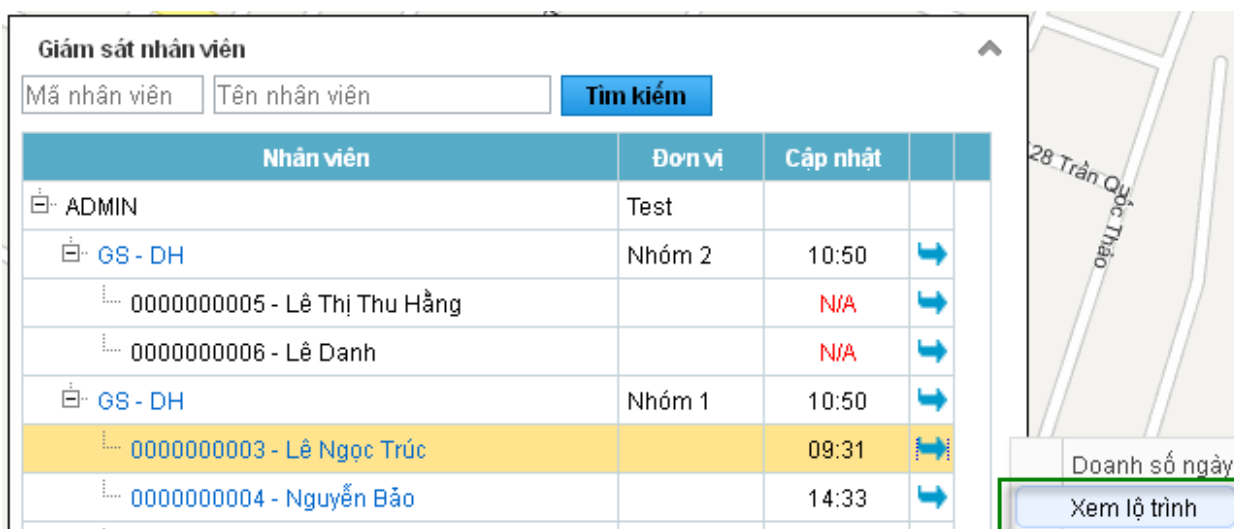 Giám sát nhân viên
Mã nhân viên Tên nhân viên Tìm kiếm
Nhân viên Đơn vị Cập nhật
ADMIN Test
GS - DH Nhóm 2 10:50
0000000005 - Lê Thị Thu Hằng N/A
0000000006 - Lê Danh N/A
GS - DH Nhóm 1 10:50
0000000003 - Lê Ngọc Trúc 09:31
0000000004 - Nguyễn Bảo 14:33
28 Trần Quốc Thảo
Doanh số ngày
Xem lộ trình